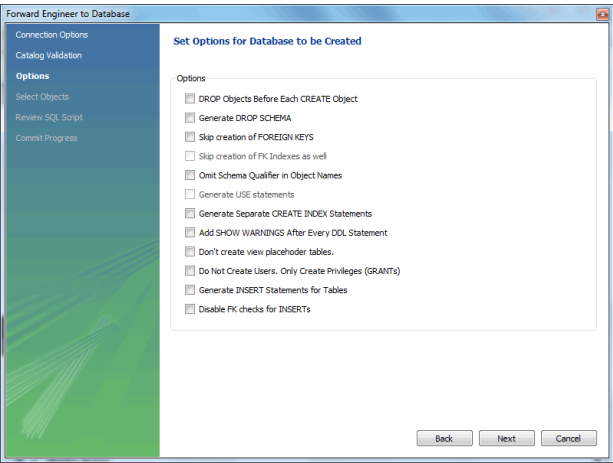 Forward Engineer to Database
Connection Options
Catalog Validation
Options
Select Objects
Review SQL Script
Commit Progress
Set Options for Database to be Created
Options
DROP Objects Before Each CREATE Object
Generate DROP SCHEMA
Skip creation of FOREIGN KEYS
Skip creation of FK Indexes as well
Omit Schema Qualifier in Object Names
Generate USE statements
Generate Separate CREATE INDEX Statements
Add SHOW WARNINGS After Every DDL Statement
Don't create view placehoder tables.
Do Not Create Users. Only Create Privileges (GRANTs)
Generate INSERT Statements for Tables
Disable FK checks for INSERTs
Back Next Cancel